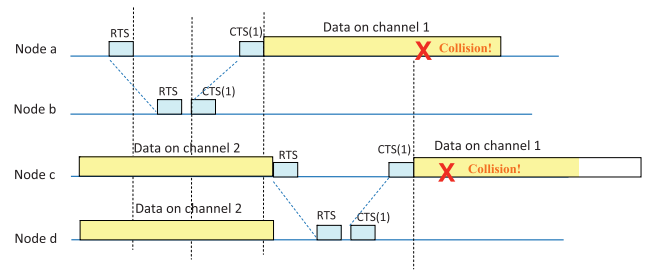 Data on channel 1
RTS
CTS(1)
Node a
X
Collision!
RTS
CTS(1)
Node b
Data on channel 2
RTS
CTS(1)
Data on channel 1
Node c
X
Collision!
Data on channel 2
RTS
CTS(1)
Node d